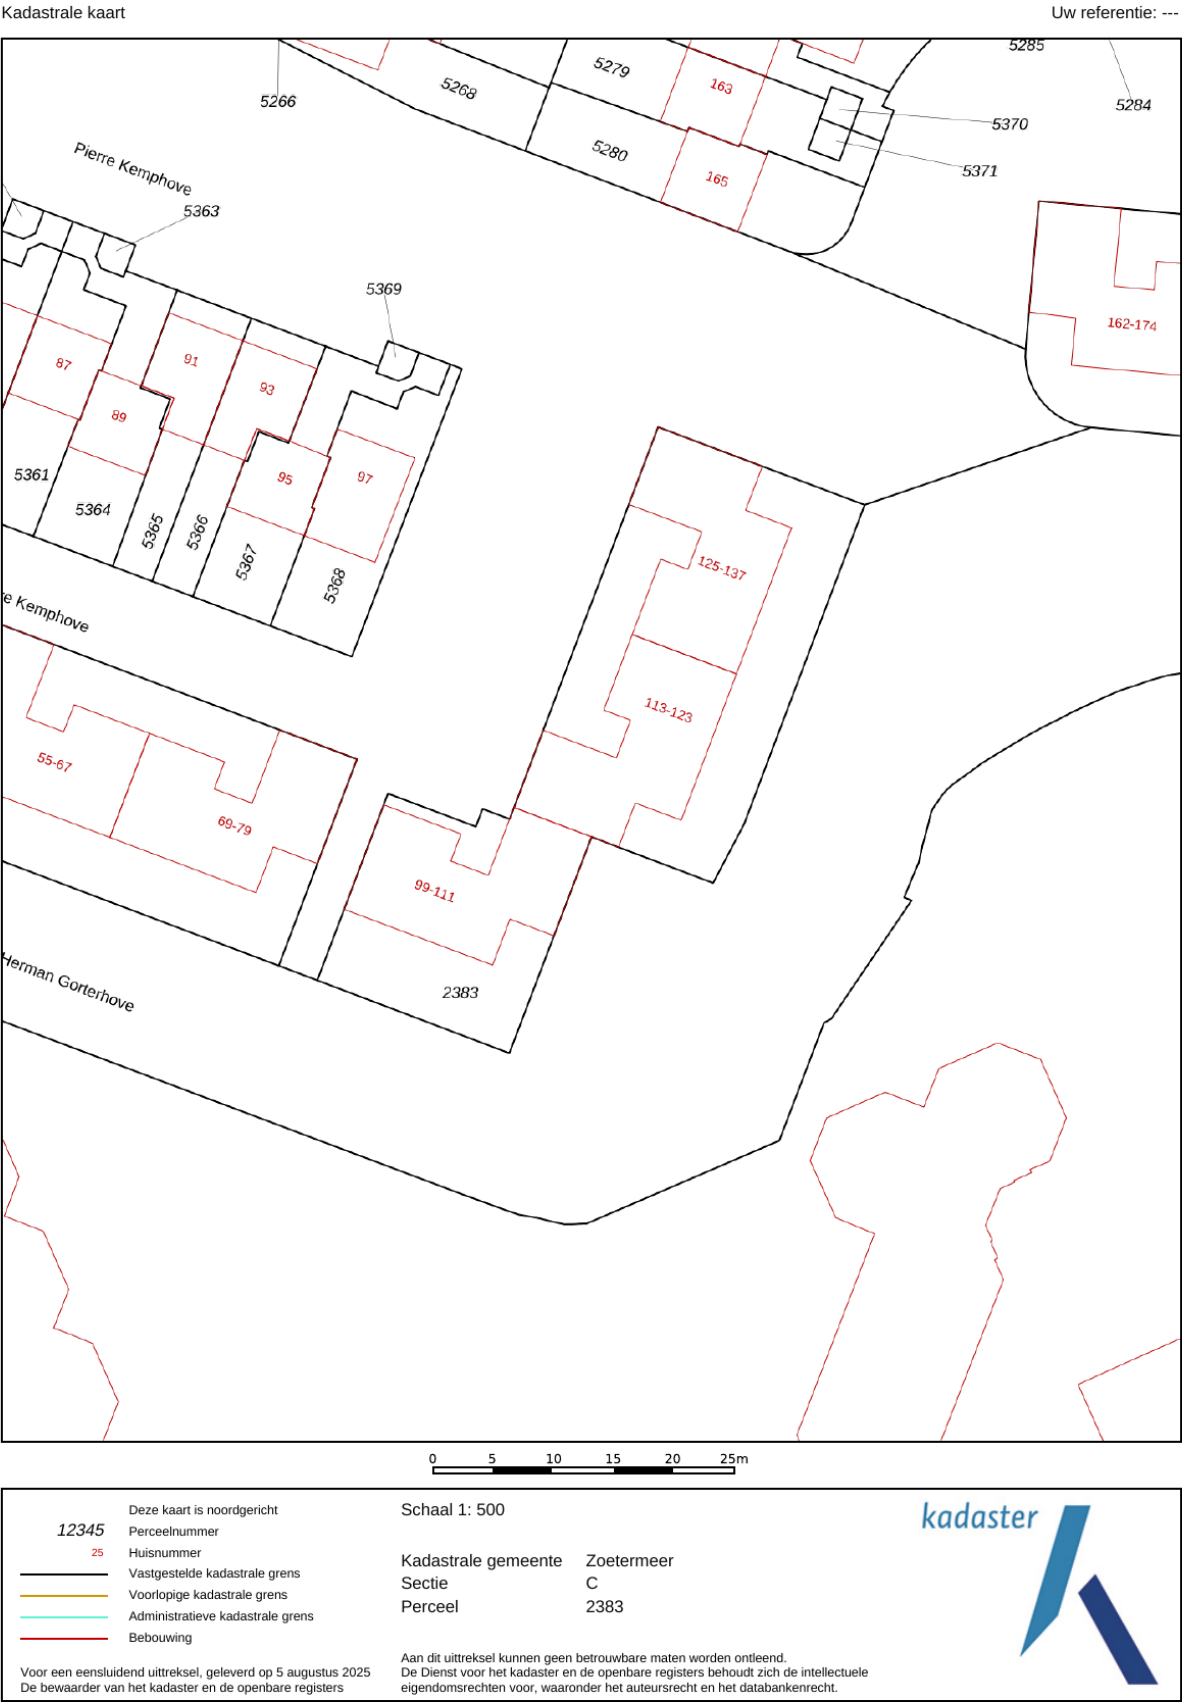 Kadastrale kaart
Uw referentie: ---
5285
5279
5268
163
5266
5284
5370
5280
5371
165
Pierre Kemphove
5363
5369
162-174
91
87
93
89
95
97
5361
5364
5365
5366
5367
5368
125-137
re Kemphove
113-123
55-67
69-79
99-111
2383
Herman Gorterhove
0 5 10 15 20 25m
Deze kaart is noordgericht
12345 Perceelnummer
25 Huisnummer
Vastgestelde kadastrale grens
Voorlopige kadastrale grens
Administratieve kadastrale grens
Bebouwing
Voor een eensluidend uittreksel, geleverd op 5 augustus 2025
De bewaarder van het kadaster en de openbare registers
Schaal 1: 500
Kadastrale gemeente Zoetermeer
Sectie C
Perceel 2383
Aan dit uittreksel kunnen geen betrouwbare maten worden ontleend.
De Dienst voor het kadaster en de openbare registers behoudt zich de intellectuele
eigendomsrechten voor, waaronder het auteursrecht en het databankenrecht.
kadaster